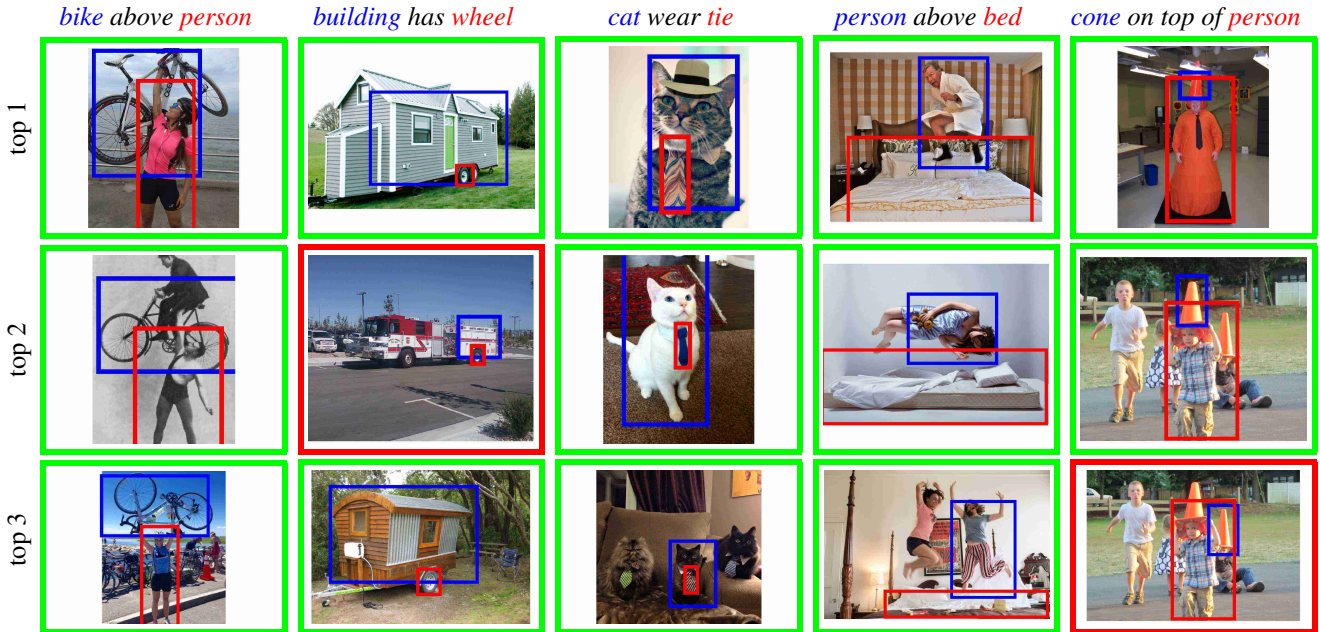 bike above person
building has wheel
cat wear tie
person above bed
cone on top of person
top 1
top 2
top 3